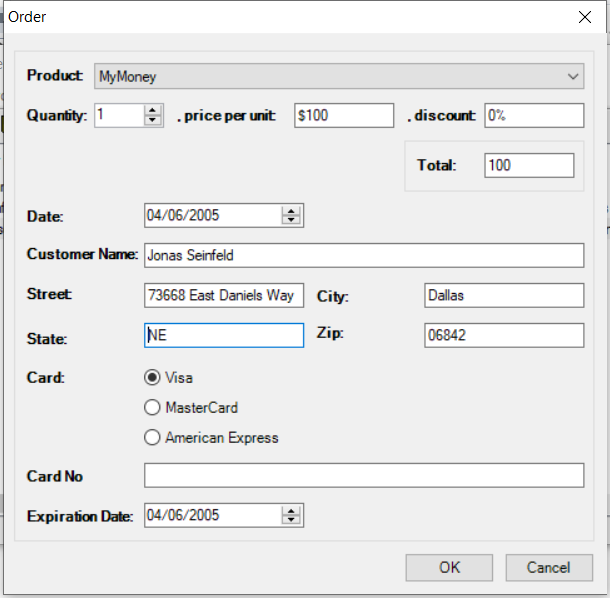 Order
Product: MyMoney
Quantity: 1 . price per unit: $100 . discount: 0%
Total: 100
Date: 04/06/2005
Customer Name: Jonas Seinfeld
Street: 73668 East Daniels Way City: Dallas
State: NE Zip: 06842
Card: Visa
MasterCard
American Express
Card No
Expiration Date: 04/06/2005
OK Cancel